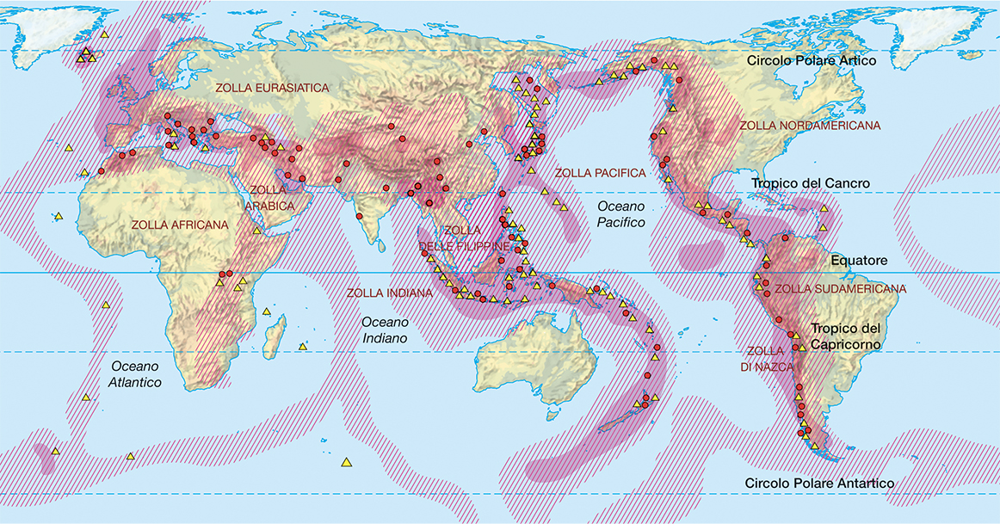 Circolo Polare Artico
ZOLLA EURASIATICA
ZOLLA NORDAMERICANA
ZOLLA PACIFICA
Tropico del Cancro
ZOLLA
ARABICA
Oceano
Pacifico
ZOLLA AFRICANA
ZOLLA
DELLE FILIPPINE
Equatore
ZOLLA INDIANA
ZOLLA SUDAMERICANA
Oceano
Indiano
Tropico del
Capricorno
ZOLLA
DI NAZCA
Oceano
Atlantico
Circolo Polare Antartico